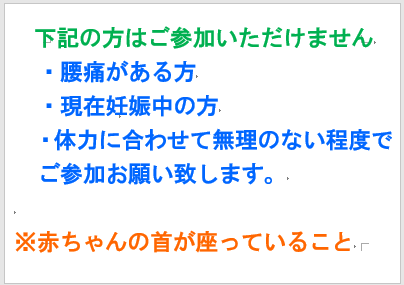 下記の方はご参加いただけません
・腰痛がある方
・現在妊娠中の方
・体力に合わせて無理のない程度で
ご参加お願い致します。
※赤ちゃんの首が座っていること